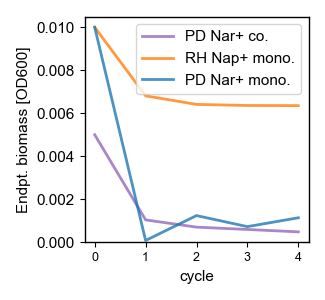 PD Nar+ co.
RH Nap+ mono.
PD Nar+ mono.
Endpt. biomass [OD600]
0.010
0.008
0.006
0.004
0.002
0.000
0 1 2 3 4
cycle